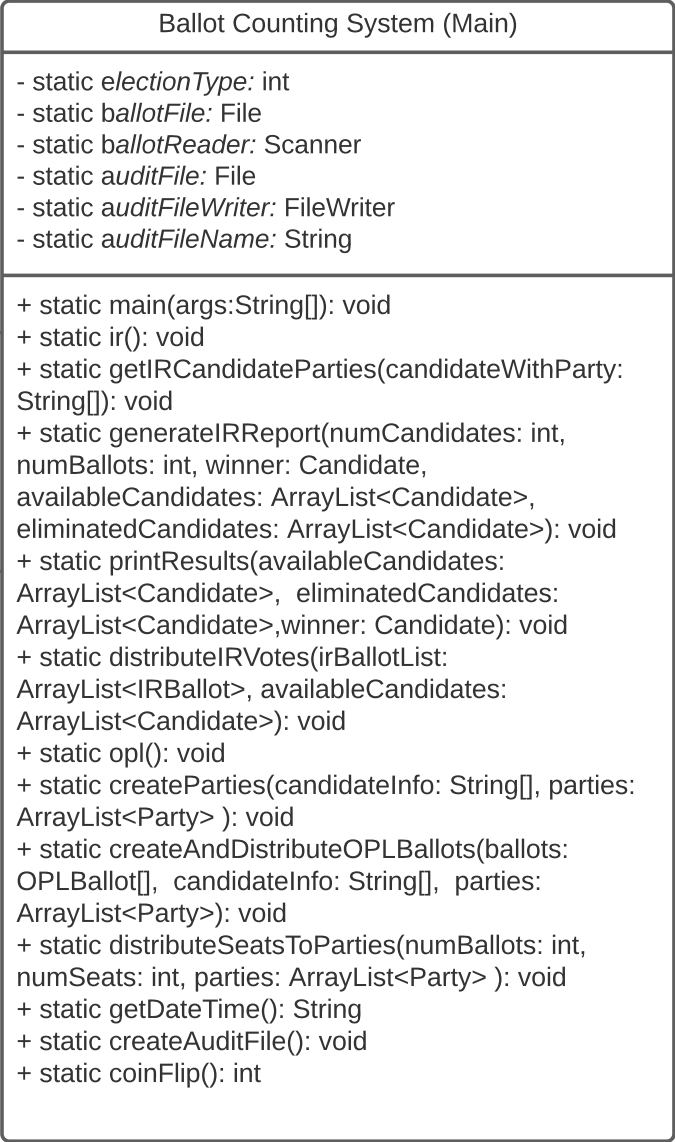 Ballot Counting System (Main)
- static electionType: int
- static ballotFile: File
- static ballotReader: Scanner
- static auditFile: File
- static auditFileWriter: FileWriter
- static auditFileName: String
+ static main(args:String[]): void
+ static ir(): void
+ static getIRCandidateParties(candidateWithParty:
String[]): void
+ static generateIRReport(numCandidates: int,
numBallots: int, winner: Candidate,
availableCandidates: ArrayList<Candidate>,
eliminatedCandidates: ArrayList<Candidate>): void
+ static printResults(availableCandidates:
ArrayList<Candidate>,  eliminatedCandidates:
ArrayList<Candidate>,winner: Candidate): void
+ static distributeIRVotes(irBallotList:
ArrayList<IRBallot>, availableCandidates:
ArrayList<Candidate>): void
+ static opl(): void
+ static createParties(candidateInfo: String[], parties:
ArrayList<Party> ): void
+ static createAndDistributeOPLBallots(ballots:
OPLBallot[],  candidateInfo: String[],  parties:
ArrayList<Party>): void
+ static distributeSeatsToParties(numBallots: int,
numSeats: int, parties: ArrayList<Party> ): void
+ static getDateTime(): String
+ static createAuditFile(): void
+ static coinFlip(): int